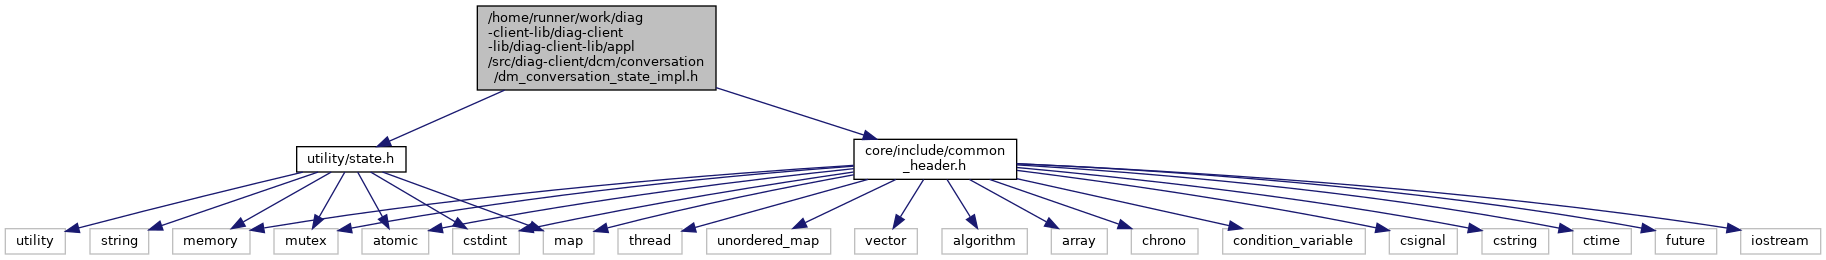 /home/runner/work/diag
-client-lib/diag-client
-lib/diag-client-lib/appl
/src/diag-client/dcm/conversation
/dm_conversation_state_impl.h
utility/state.h
core/include/common
_header.h
utility
string
memory
mutex
atomic
cstdint
map
thread
unordered_map
vector
algorithm
array
chrono
condition_variable
csignal
cstring
ctime
future
iostream